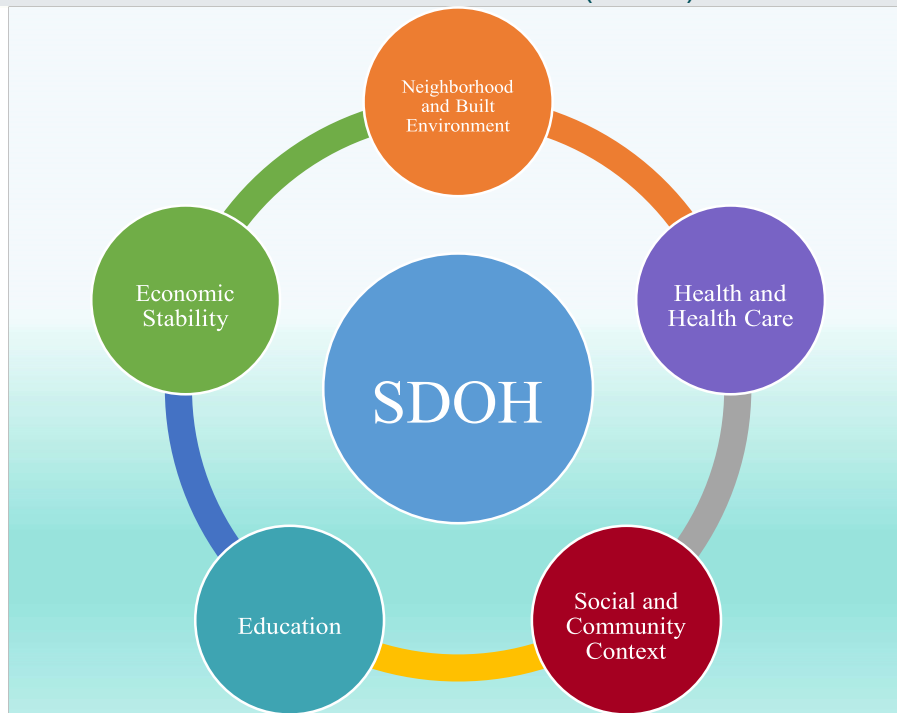 Neighborhood
and Built
Environment
Economic
Stability
Health and
Health Care
SDOH
Education
Social and
Community
Context